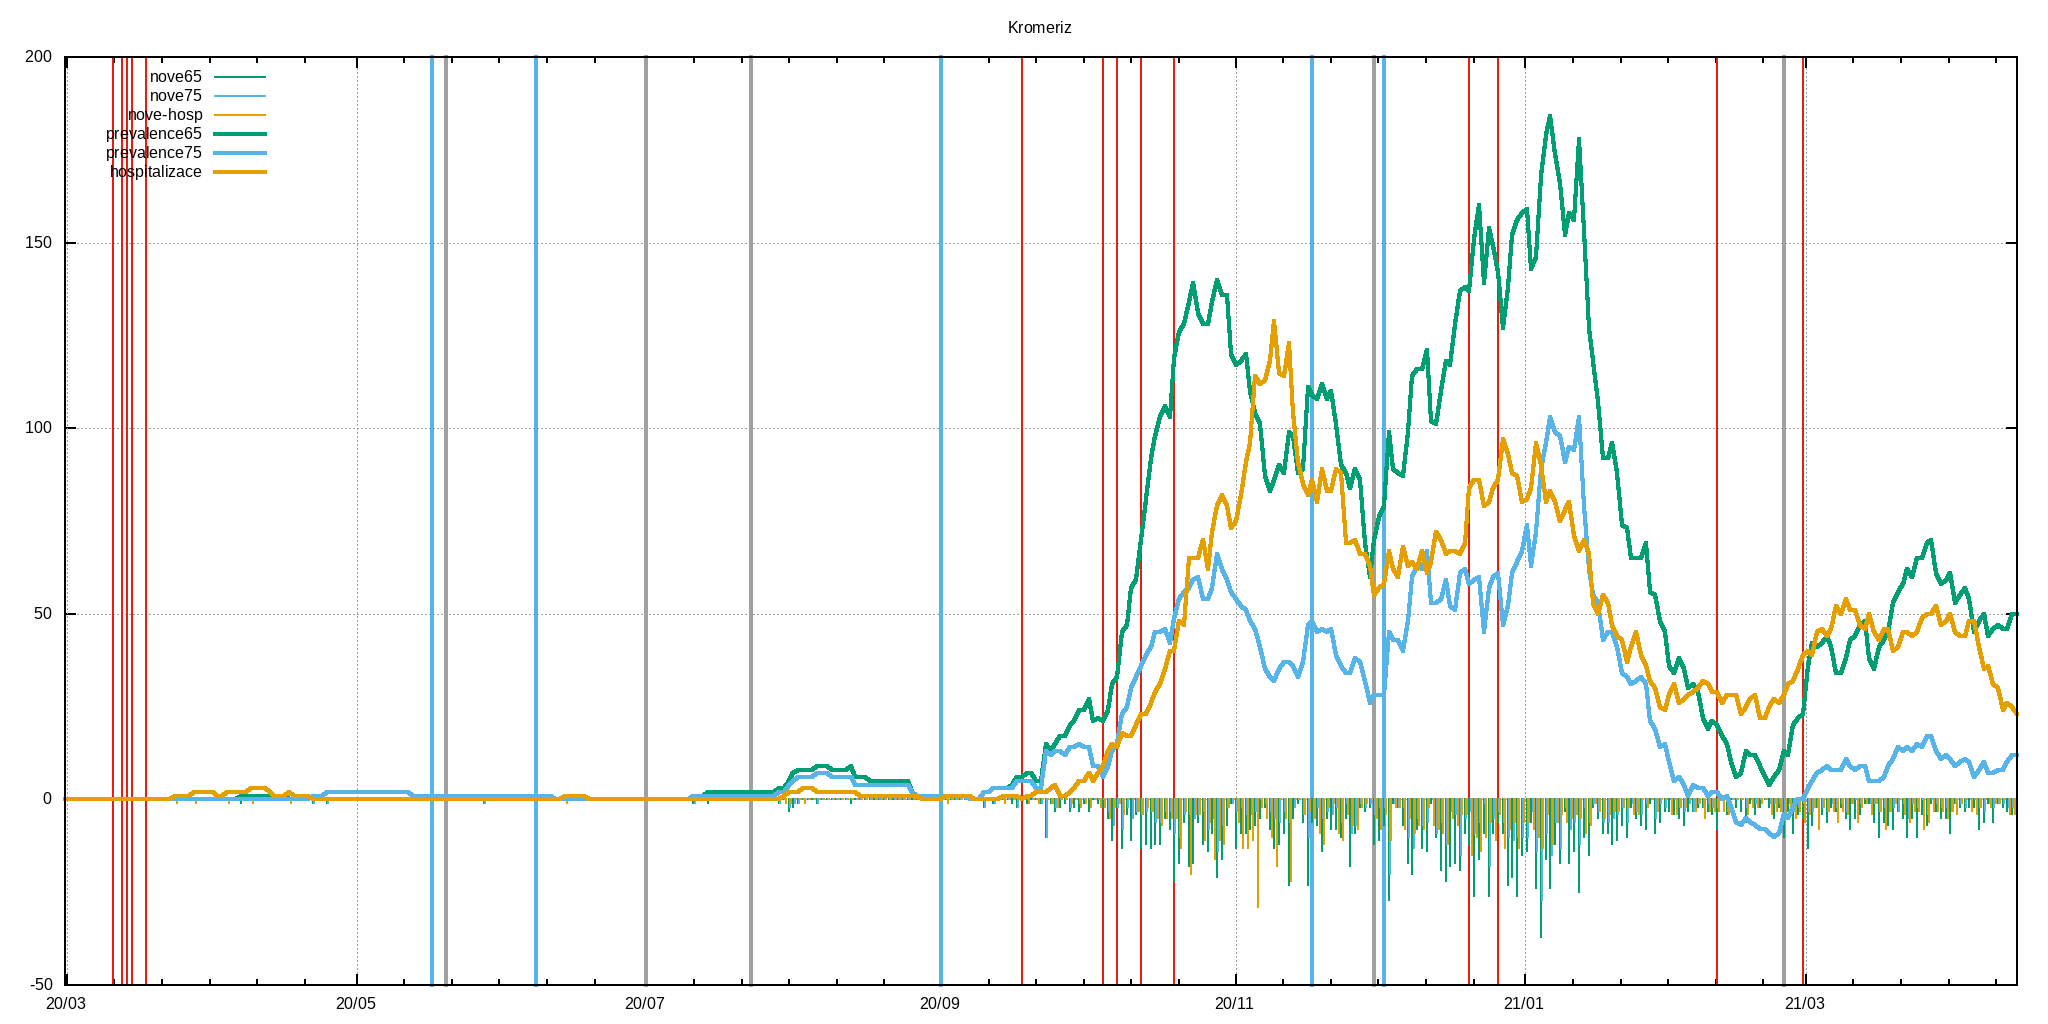 Kromeriz
200
150
100
50
0
-50
nove65
nove75
nove-hosp
prevalence65
prevalence75
hospitalizace
20/03 20/05 20/07 20/09 20/11 21/01 21/03